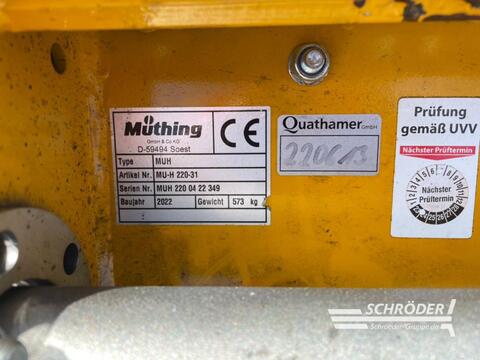 Müthing
GmbH & Co.KG
D-59494 Soest
CE
Type MUH
Artikel Nr. MU-H 220-31
Serien Nr. MUH 220 04 22 349
Baujahr 2022 Gewicht 573 kg
Quathamer GmbH
Prüfung
gemäß UVV
Nächster Prüftermin
Nächster
Prüftermin
SCHRÖDER
Schröder-Gruppe.de